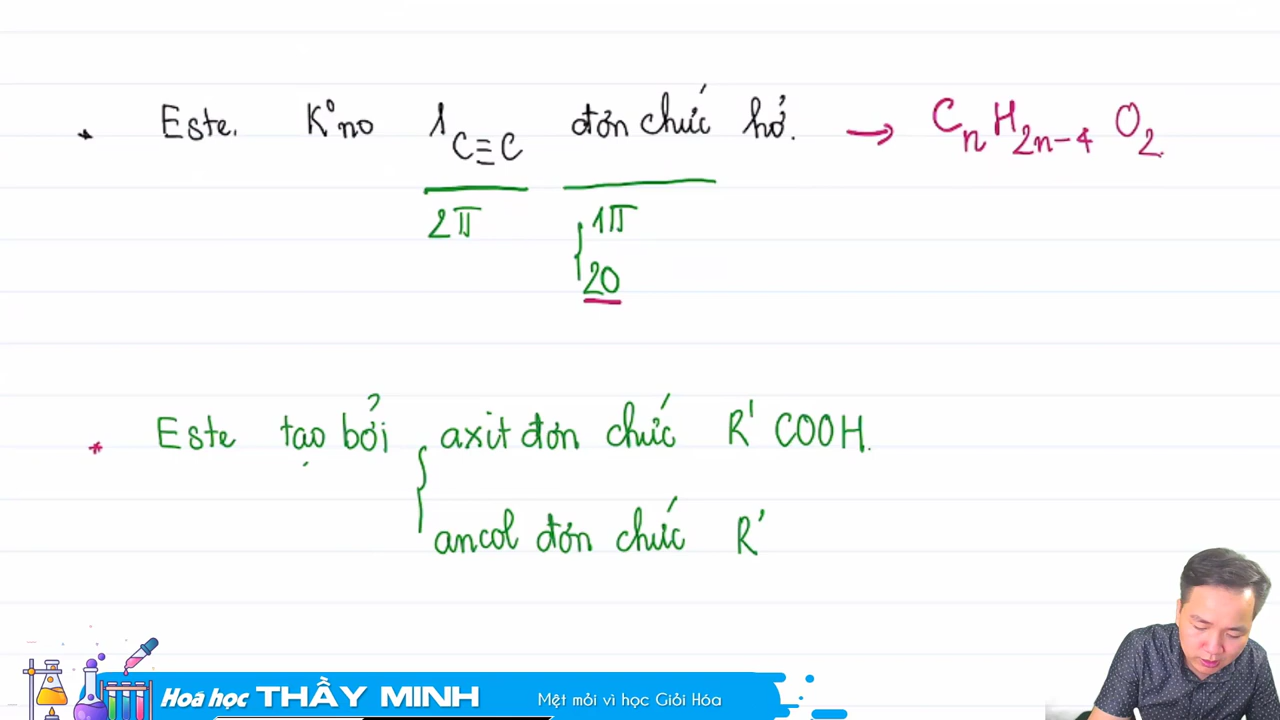 * Este. K° no 1 C≡C đơn chức hở. → CnH2n-4O2.
2π { 1π
2O
* Este tạo bởi { axit đơn chức R' COOH.
ancol đơn chức R'
Hoá học THẦY MINH Mệt mỏi vì học Giỏi Hóa